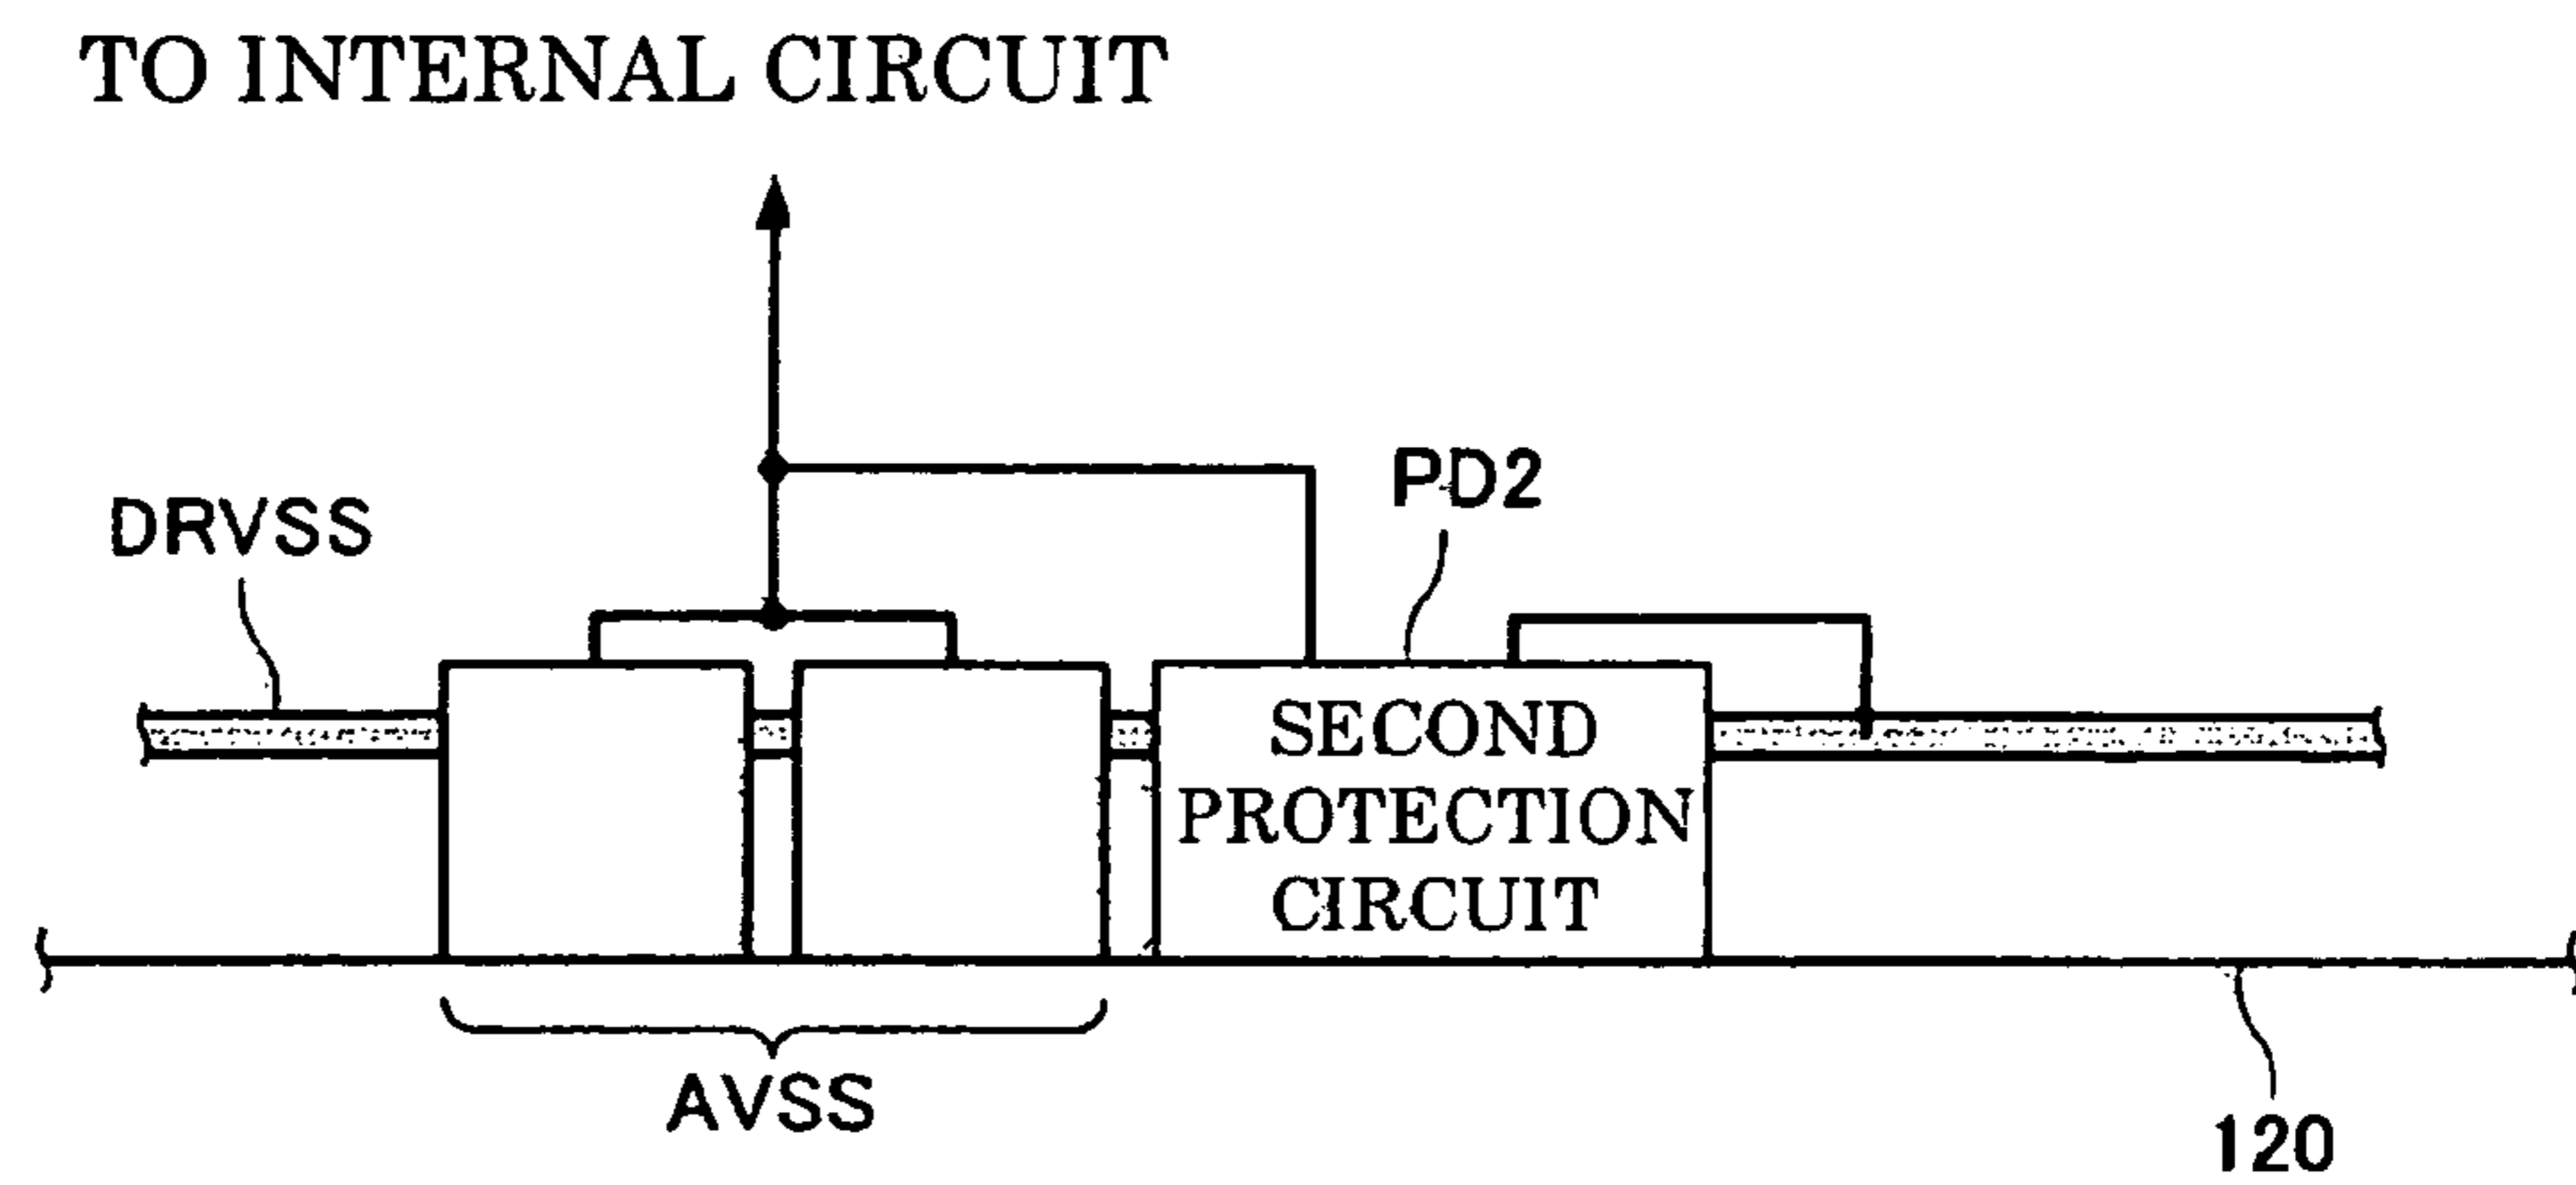 TO INTERNAL CIRCUIT
DRVSS
PD2
SECOND
PROTECTION
CIRCUIT
AVSS
120